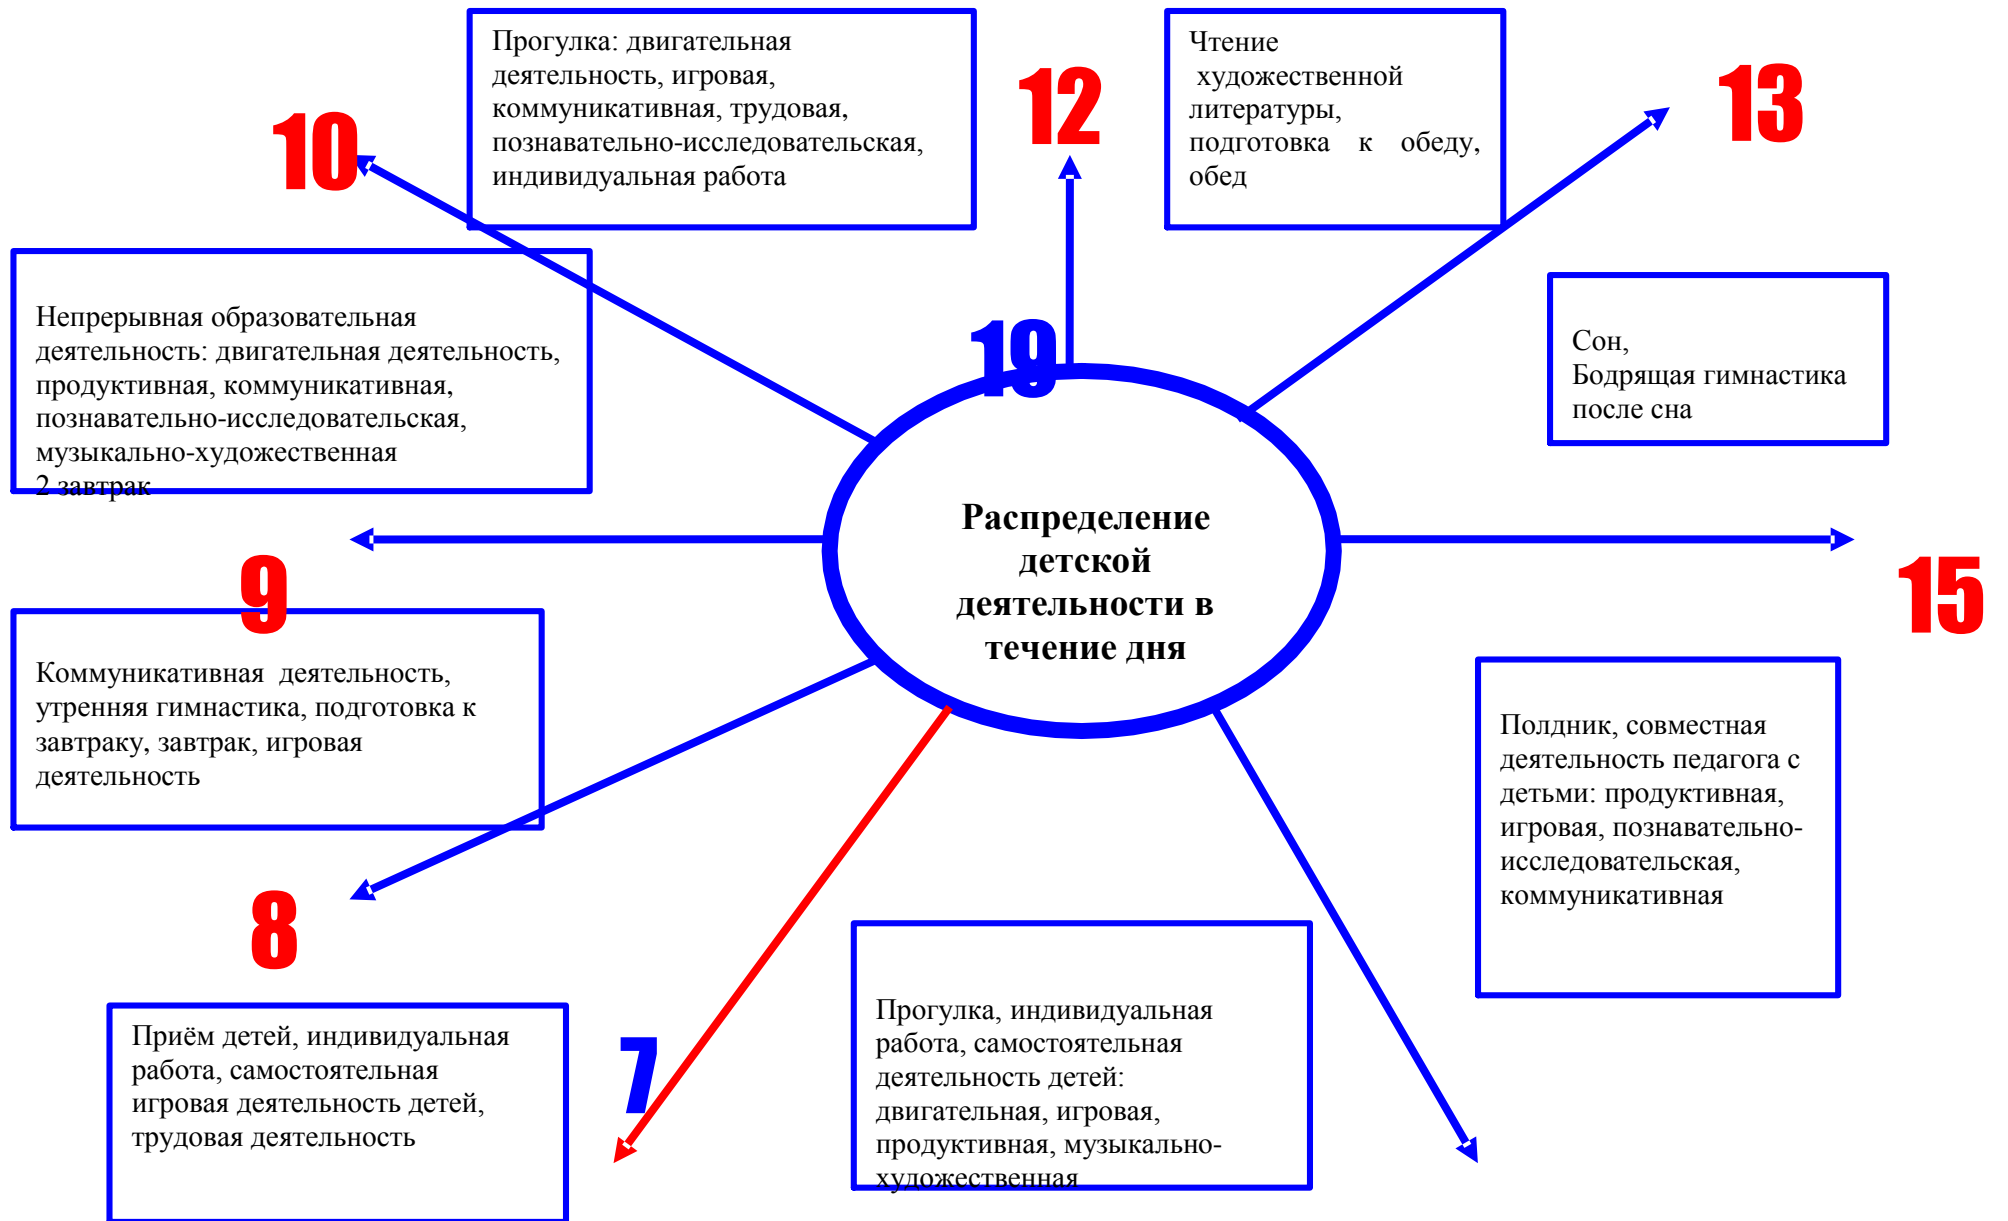 Прогулка: двигательная
деятельность, игровая,
коммуникативная, трудовая,
познавательно-исследовательская,
индивидуальная работа
12
Чтение
художественной
литературы,
подготовка к обеду,
обед
13
10
Непрерывная образовательная
деятельность: двигательная деятельность,
продуктивная, коммуникативная,
познавательно-исследовательская,
музыкально-художественная
2 завтрак
19
Сон,
Бодрящая гимнастика
после сна
Распределение
детской
деятельности в
течение дня
9
15
Коммуникативная деятельность,
утренняя гимнастика, подготовка к
завтраку, завтрак, игровая
деятельность
Полдник, совместная
деятельность педагога с
детьми: продуктивная,
игровая, познавательно-
исследовательская,
коммуникативная
8
Приём детей, индивидуальная
работа, самостоятельная
игровая деятельность детей,
трудовая деятельность
7
Прогулка, индивидуальная
работа, самостоятельная
деятельность детей:
двигательная, игровая,
продуктивная, музыкально-
художественная